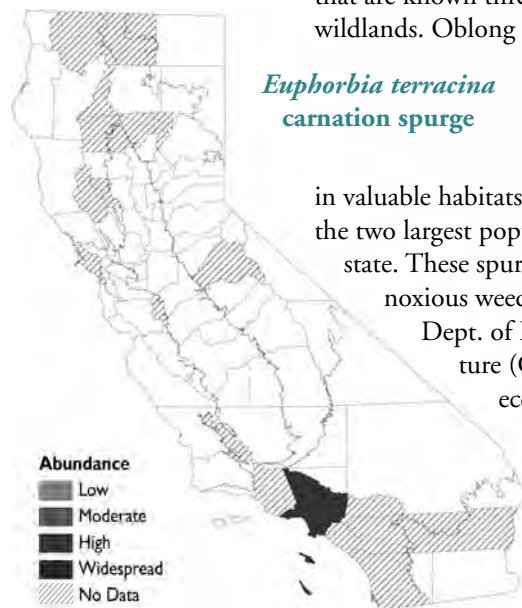 that are known thre
wildlands. Oblong
Euphorbia terracina
carnation spurge
in valuable habitats
the two largest pop
state. These spur
noxious weed
Dept. of
ture (
eco
Abundance
Low
Moderate
High
Widespread
No Data